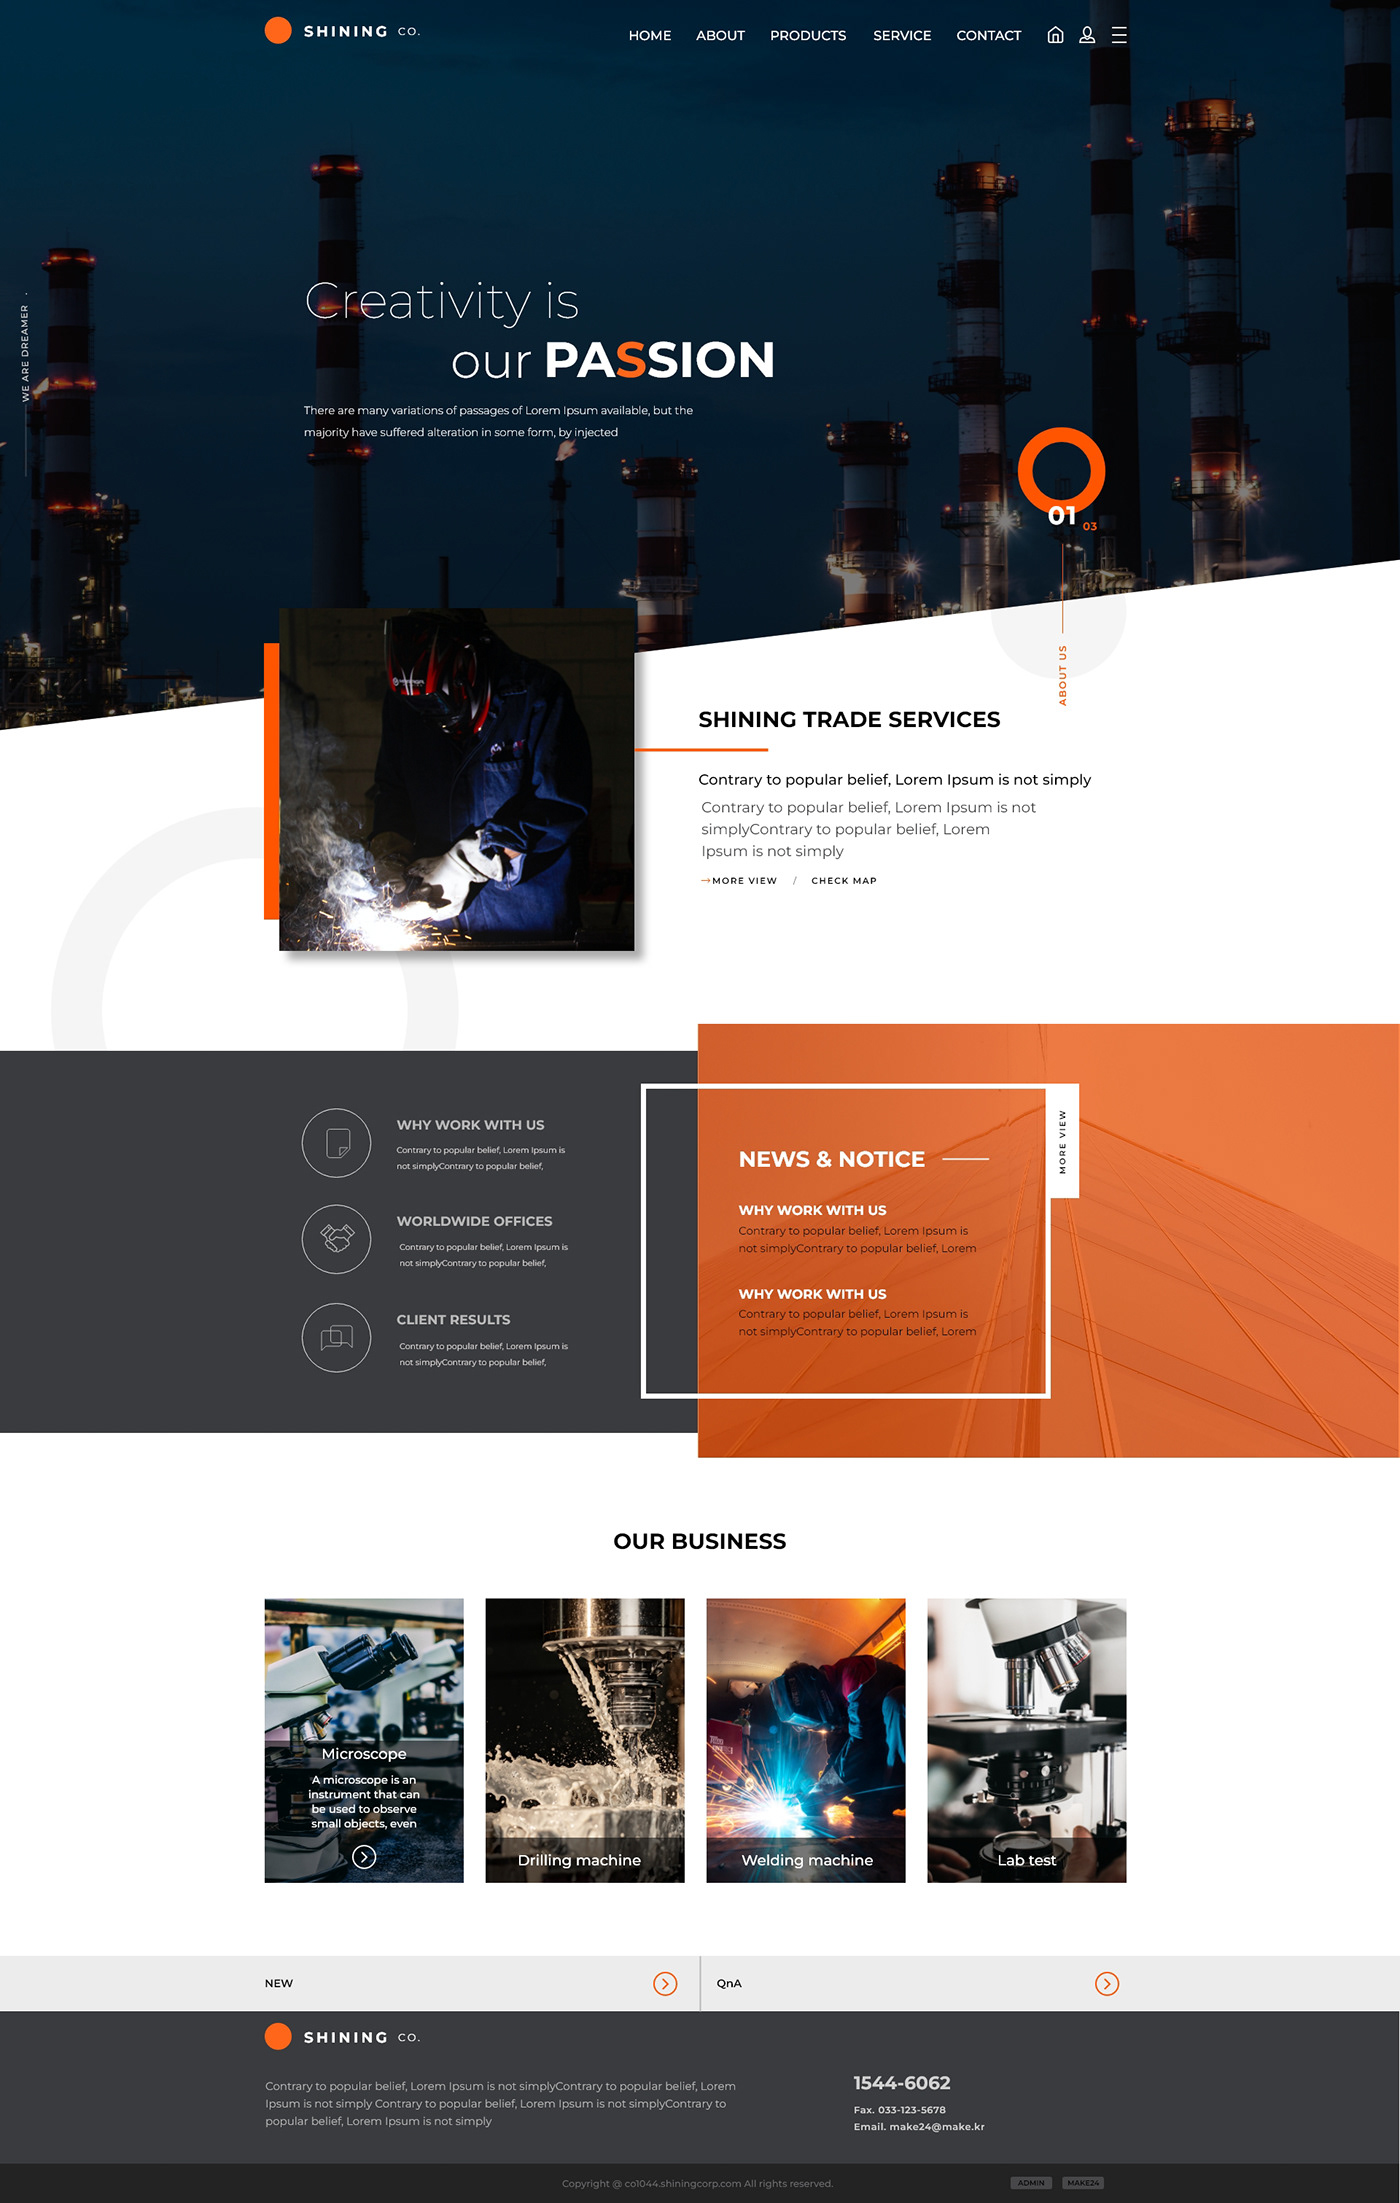 SHINING CO.
HOME ABOUT PRODUCTS SERVICE CONTACT
WE ARE DREAMER
Creativity is
our PASSION
There are many variations of passages of Lorem Ipsum available, but the
majority have suffered alteration in some form, by injected
01 03
ABOUT US
SHINING TRADE SERVICES
Contrary to popular belief, Lorem Ipsum is not simply
Contrary to popular belief, Lorem Ipsum is not
simplyContrary to popular belief, Lorem
Ipsum is not simply
→MORE VIEW / CHECK MAP
WHY WORK WITH US
Contrary to popular belief, Lorem Ipsum is
not simplyContrary to popular belief,
WORLDWIDE OFFICES
Contrary to popular belief, Lorem Ipsum is
not simplyContrary to popular belief,
CLIENT RESULTS
Contrary to popular belief, Lorem Ipsum is
not simplyContrary to popular belief,
NEWS & NOTICE
MORE VIEW
WHY WORK WITH US
Contrary to popular belief, Lorem Ipsum is
not simplyContrary to popular belief, Lorem
WHY WORK WITH US
Contrary to popular belief, Lorem Ipsum is
not simplyContrary to popular belief, Lorem
OUR BUSINESS
Microscope
A microscope is an
instrument that can
be used to observe
small objects, even
Drilling machine
Welding machine
Lab test
NEW
QnA
SHINING CO.
Contrary to popular belief, Lorem Ipsum is not simplyContrary to popular belief, Lorem
Ipsum is not simply Contrary to popular belief, Lorem Ipsum is not simplyContrary to
popular belief, Lorem Ipsum is not simply
1544-6062
Fax. 033-123-5678
Email. make24@make.kr
Copyright @ co1044.shiningcorp.com All rights reserved.
ADMIN MAKE24